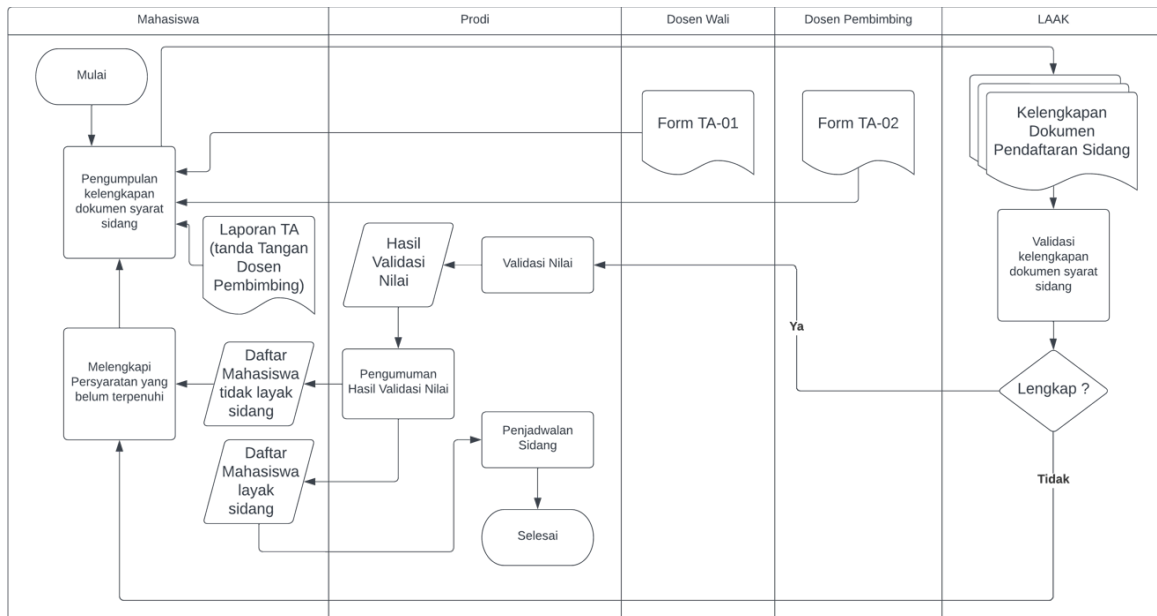 Mahasiswa
Prodi
Dosen Wali
Dosen Pembimbing
LAAK
Mulai
Pengumpulan
kelengkapan
dokumen syarat
sidang
Laporan TA
(tanda Tangan
Dosen
Pembimbing)
Form TA-01
Form TA-02
Kelengkapan
Dokumen
Pendaftaran Sidang
Validasi
kelengkapan
dokumen syarat
sidang
Lengkap ?
Ya
Tidak
Validasi Nilai
Hasil
Validasi
Nilai
Pengumuman
Hasil Validasi Nilai
Daftar
Mahasiswa
tidak layak
sidang
Melengkapi
Persyaratan yang
belum terpenuhi
Daftar
Mahasiswa
layak
sidang
Penjadwalan
Sidang
Selesai